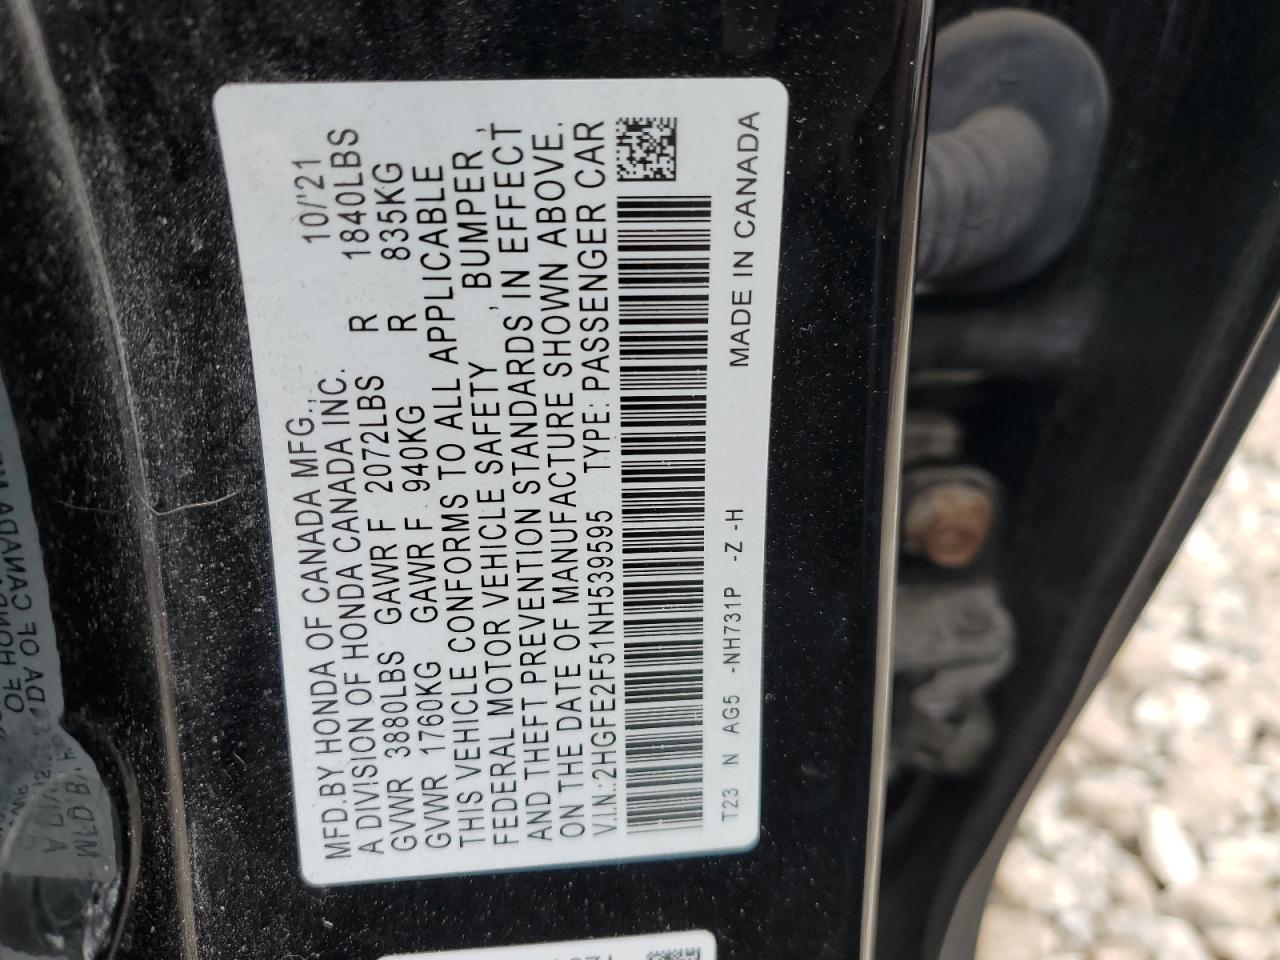 MFD.BY HONDA OF CANADA MFG., 10/'21
A DIVISION OF HONDA CANADA INC.
GVWR 3880LBS GAWR F 2072LBS R 1840LBS
GVWR 1760KG GAWR F 940KG R 835KG
THIS VEHICLE CONFORMS TO ALL APPLICABLE
FEDERAL MOTOR VEHICLE SAFETY , BUMPER ,
AND THEFT PREVENTION STANDARDS IN EFFECT
ON THE DATE OF MANUFACTURE SHOWN ABOVE.
V.I.N.:2HGFE2F51NH539595 TYPE:PASSENGER CAR
T23 N AG5 -NH731P -Z -H MADE IN CANADA